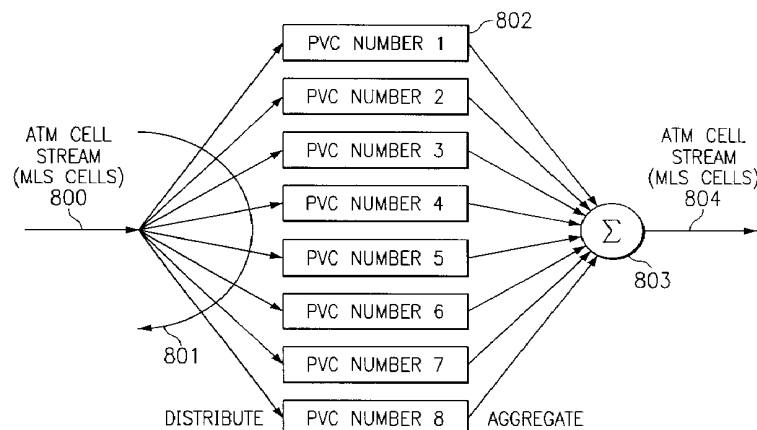 802
PVC NUMBER 1
PVC NUMBER 2
PVC NUMBER 3
PVC NUMBER 4
PVC NUMBER 5
PVC NUMBER 6
PVC NUMBER 7
PVC NUMBER 8
ATM CELL
STREAM
(MLS CELLS)
800
801
DISTRIBUTE
AGGREGATE
Σ
803
ATM CELL
STREAM
(MLS CELLS)
804